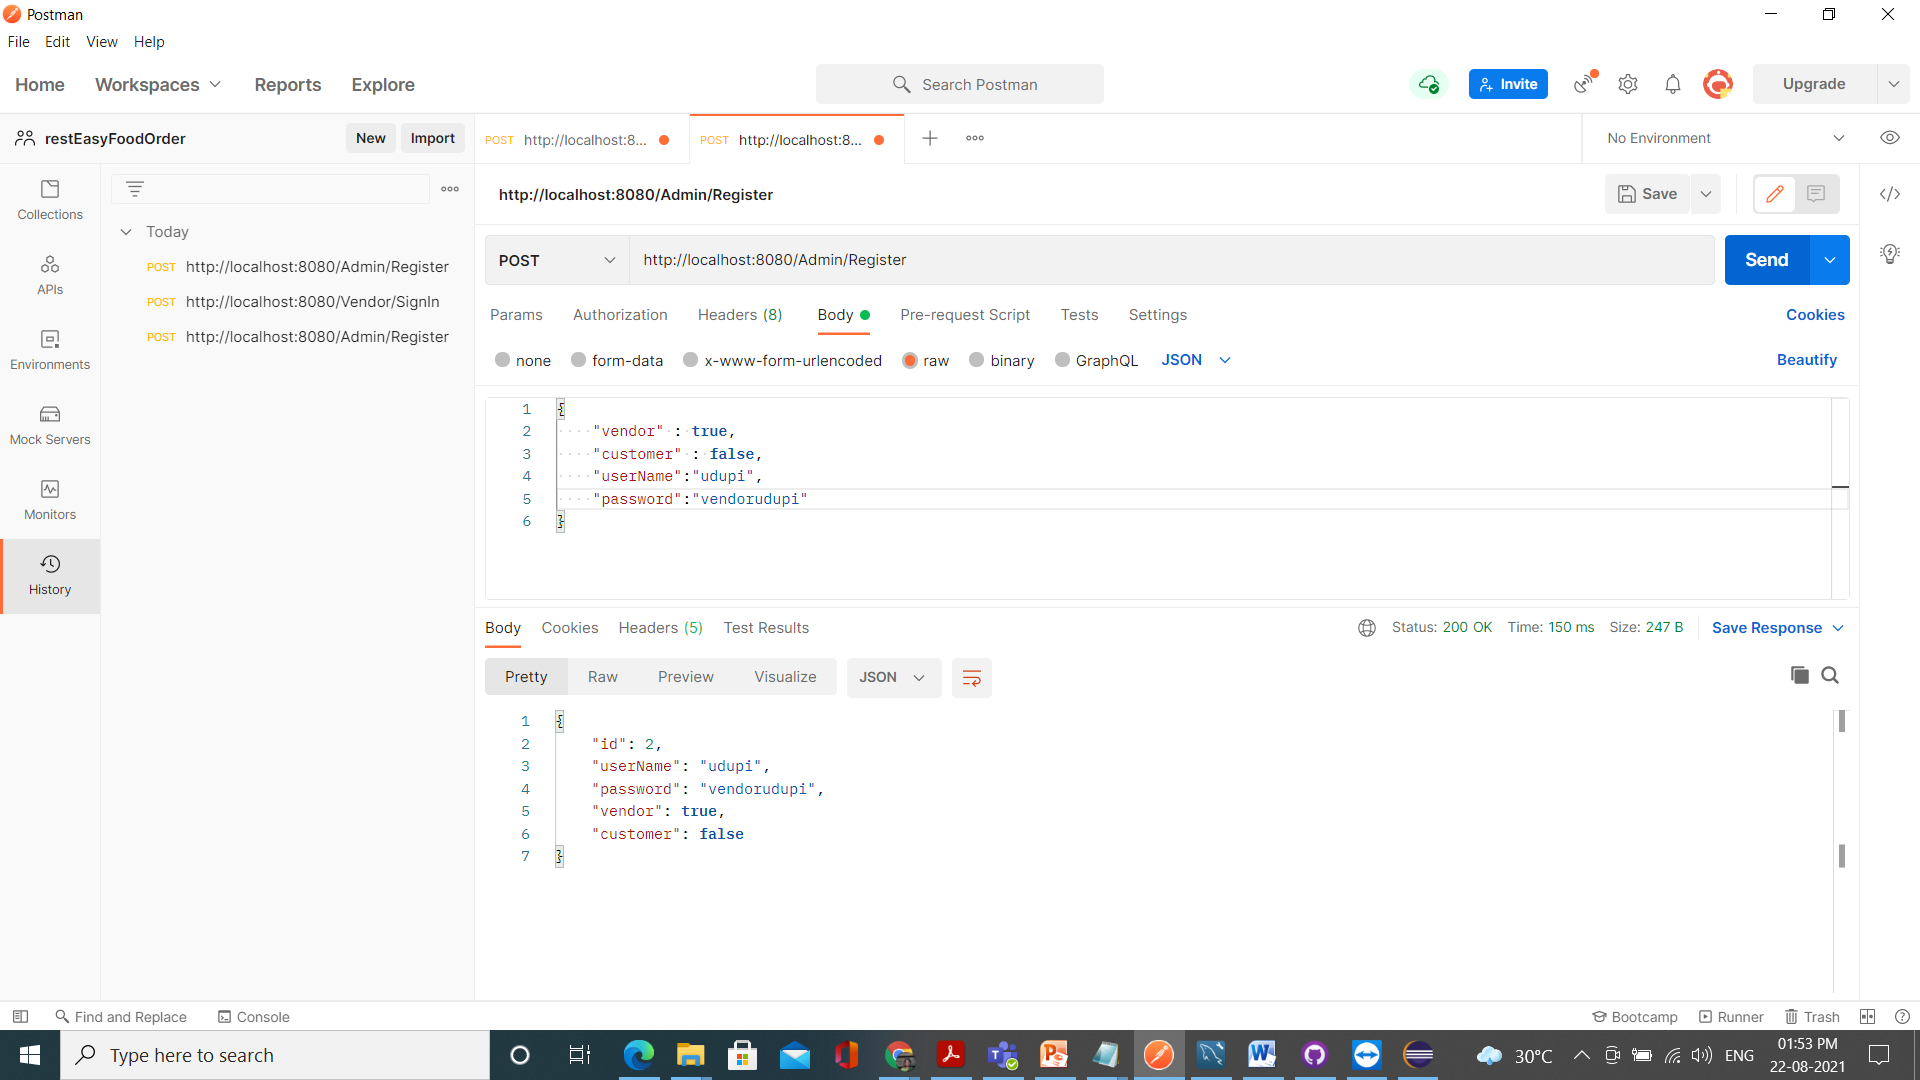 Postman
File Edit View Help
Home Workspaces Reports Explore
Search Postman
Invite
Upgrade
restEasyFoodOrder
New Import
POST http://localhost:8...
POST http://localhost:8...
No Environment
Collections
APIs
Environments
Mock Servers
Monitors
History
Today
POST http://localhost:8080/Admin/Register
POST http://localhost:8080/Vendor/SignIn
POST http://localhost:8080/Admin/Register
http://localhost:8080/Admin/Register
Save
POST http://localhost:8080/Admin/Register
Send
Params Authorization Headers (8) Body Pre-request Script Tests Settings Cookies
none form-data x-www-form-urlencoded raw binary GraphQL JSON Beautify
1 {
2 "vendor" : true,
3 "customer" : false,
4 "userName":"udupi",
5 "password":"vendorudupi"
6 }
Body Cookies Headers (5) Test Results
Status: 200 OK Time: 150 ms Size: 247 B Save Response
Pretty Raw Preview Visualize JSON
1 {
2 "id": 2,
3 "userName": "udupi",
4 "password": "vendorudupi",
5 "vendor": true,
6 "customer": false
7 }
Find and Replace Console
Bootcamp Runner Trash
Type here to search
30°C
ENG
01:53 PM
22-08-2021